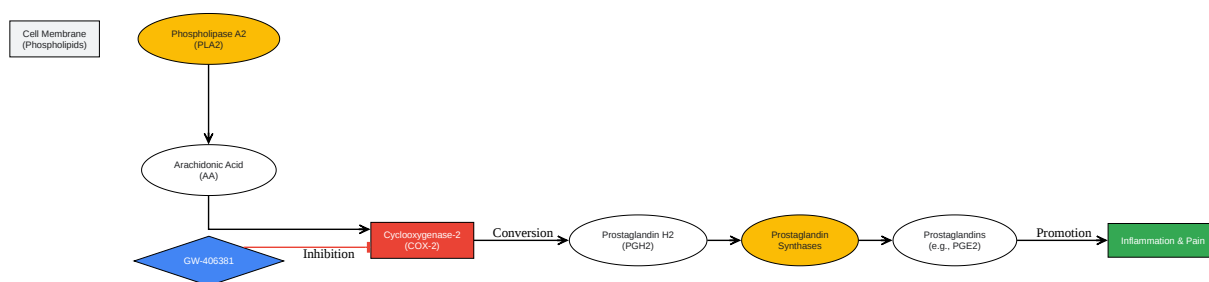 Cell Membrane
(Phospholipids)
Phospholipase A2
(PLA2)
Arachidonic Acid
(AA)
GW-406381
Inhibition
Cyclooxygenase-2
(COX-2)
Conversion
Prostaglandin H2
(PGH2)
Prostaglandin
Synthases
Prostaglandins
(e.g., PGE2)
Promotion
Inflammation & Pain